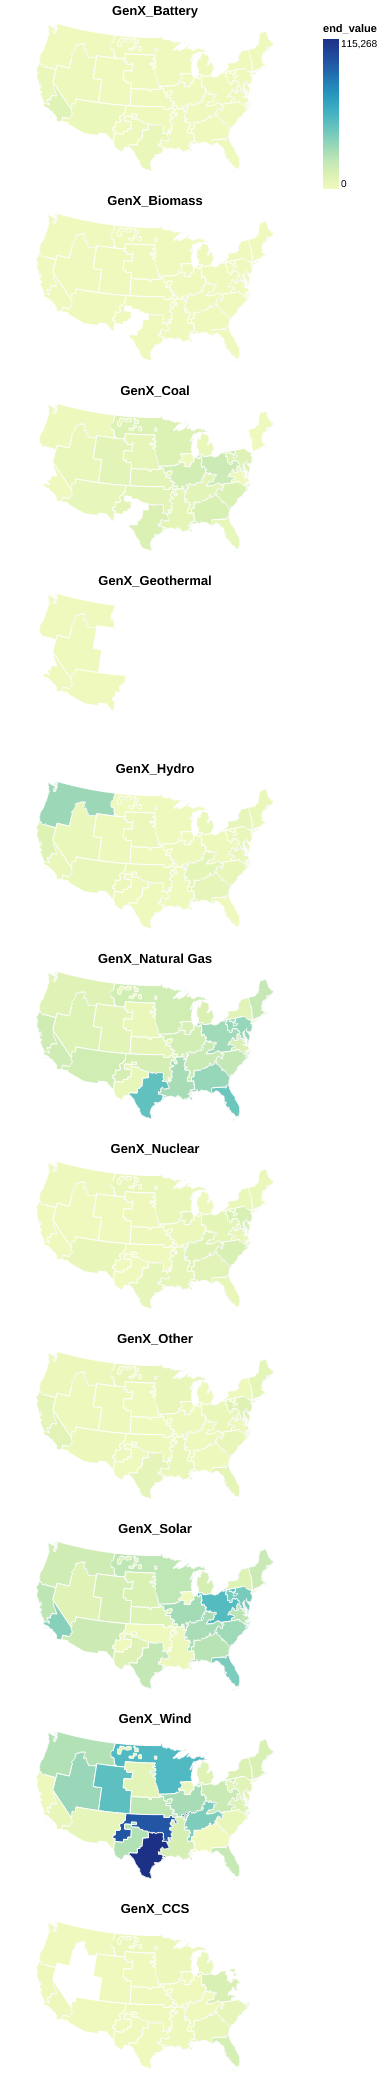 GenX_Battery
end_value
115,268
0
GenX_Biomass
GenX_Coal
GenX_Geothermal
GenX_Hydro
GenX_Natural Gas
GenX_Nuclear
GenX_Other
GenX_Solar
GenX_Wind
GenX_CCS